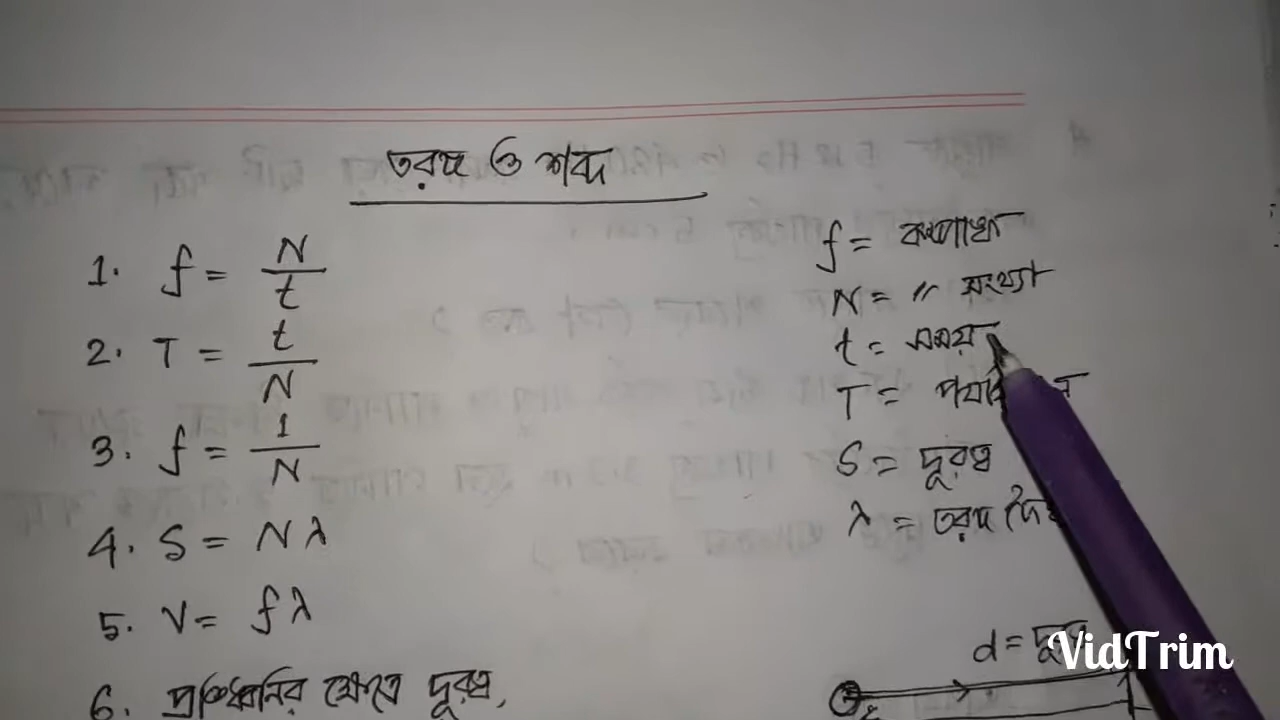 তরঙ্গ ও শব্দ
1. f = N/t
2. T = t/N
3. f = 1/N
4. S = Nλ
5. V = fλ
6. প্রতিধ্বনির ক্ষেত্রে দূরত্ব,
f = কম্পাঙ্ক
N = 〃 সংখ্যা
t = সময়
T =
S = দূরত্ব
λ = তরঙ্গ
d = দূরত্ব
VidTrim